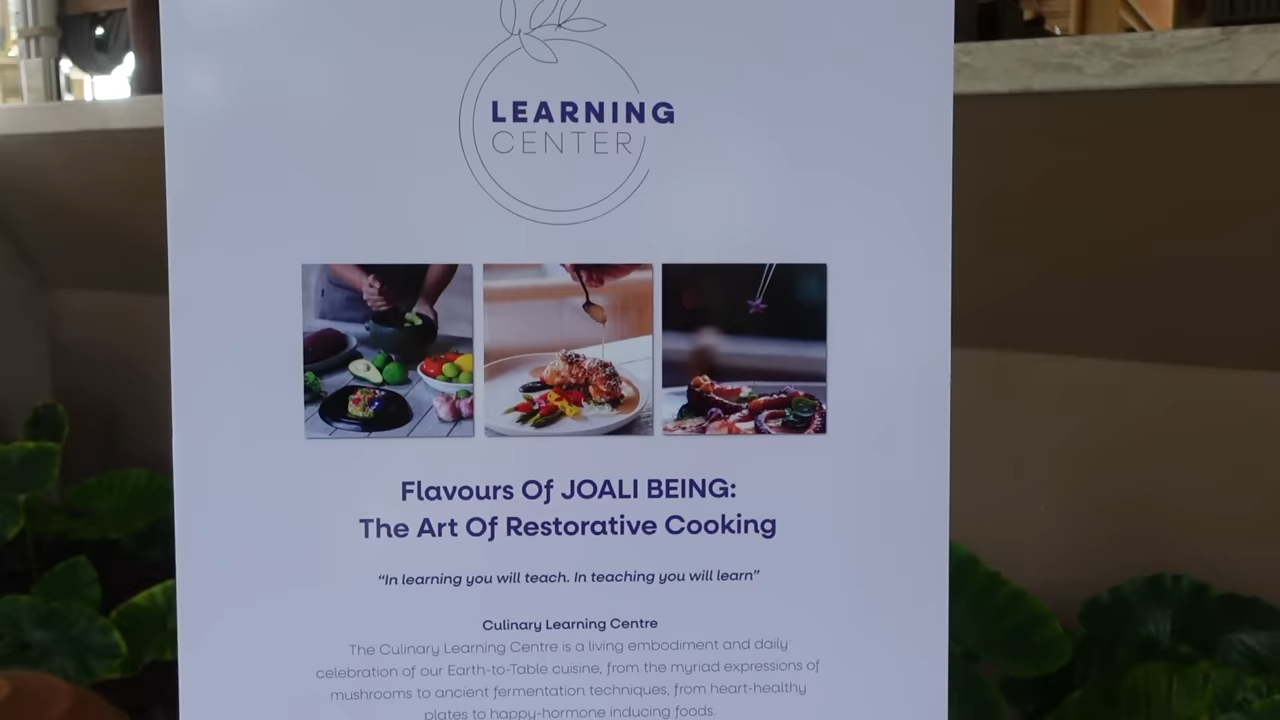 LEARNING
CENTER
Flavours Of JOALI BEING:
The Art Of Restorative Cooking
“In learning you will teach. In teaching you will learn”
Culinary Learning Centre
The Culinary Learning Centre is a living embodiment and daily
celebration of our Earth-to-Table cuisine, from the myriad expressions of
mushrooms to ancient fermentation techniques, from heart-healthy
plates to happy-hormone inducing foods.